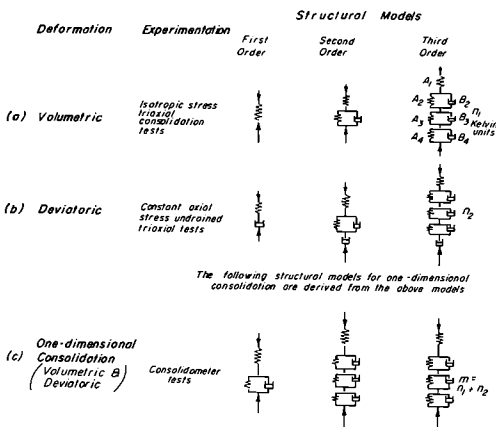 Structural Models
Deformation Experimentation First Order Second Order Third Order
(a) Volumetric
Isotropic stress
triaxial
consolidation
tests
A1
A2 B2
A3 B3
A4 B4
n1
Kelvin
units
(b) Deviatoric
Constant axial
stress undrained
triaxial tests
n2
The following structural models for one-dimensional
consolidation are derived from the above models
(c) One-dimensional
Consolidation
(Volumetric &
Deviatoric)
Consolidometer
tests
m =
n1 + n2